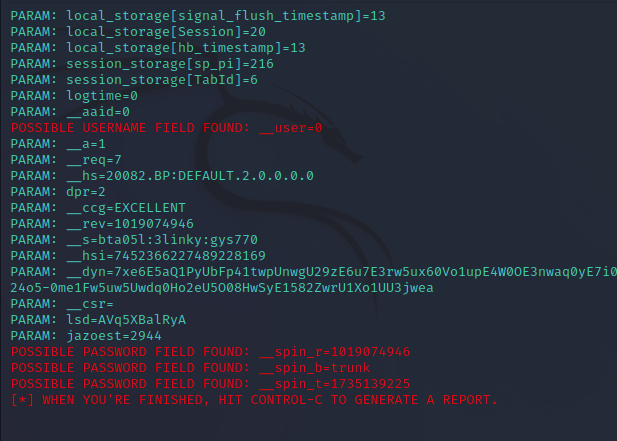 PARAM: local_storage[signal_flush_timestamp]=13
PARAM: local_storage[Session]=20
PARAM: local_storage[hb_timestamp]=13
PARAM: session_storage[sp_pi]=216
PARAM: session_storage[TabId]=6
PARAM: logtime=0
PARAM: __aaid=0
POSSIBLE USERNAME FIELD FOUND: __user=0
PARAM: __a=1
PARAM: __req=7
PARAM: __hs=20082.BP:DEFAULT.2.0.0.0.0
PARAM: dpr=2
PARAM: __ccg=EXCELLENT
PARAM: __rev=1019074946
PARAM: __s=bta05l:3linky:gys770
PARAM: __hsi=7452366227489228169
PARAM: __dyn=7xe6E5aQ1PyUbFp41twpUnwgU29zE6u7E3rw5ux60Vo1upE4W0OE3nwaq0yE7i0
24o5-0me1Fw5uw5Uwdq0Ho2eU5O08HwSyE1582ZwrU1Xo1UU3jwea
PARAM: __csr=
PARAM: lsd=AVq5XBalRyA
PARAM: jazoest=2944
POSSIBLE PASSWORD FIELD FOUND: __spin_r=1019074946
POSSIBLE PASSWORD FIELD FOUND: __spin_b=trunk
POSSIBLE PASSWORD FIELD FOUND: __spin_t=1735139225
[*] WHEN YOU'RE FINISHED, HIT CONTROL-C TO GENERATE A REPORT.